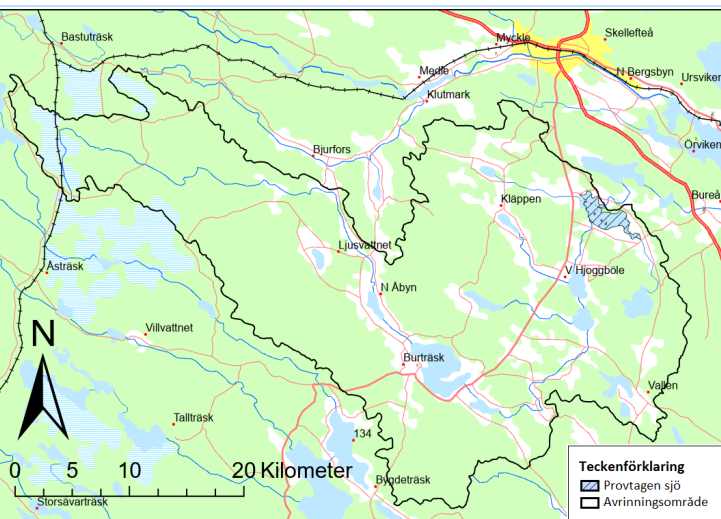 Bastuträsk
Myckle
Skellefteå
Medle
N Bergsbyn
Ursviken
Klutmark
Örviken
Bjurfors
Kläppen
Bureå
Ljusvattnet
Åsträsk
V Hjoggböle
N Åbyn
N
Villvattnet
Burträsk
Vallen
Tallträsk
134
0 5 10 20 Kilometer
Bygdeträsk
Storsävarträsk
Teckenförklaring
Provtagen sjö
Avrinningsområde